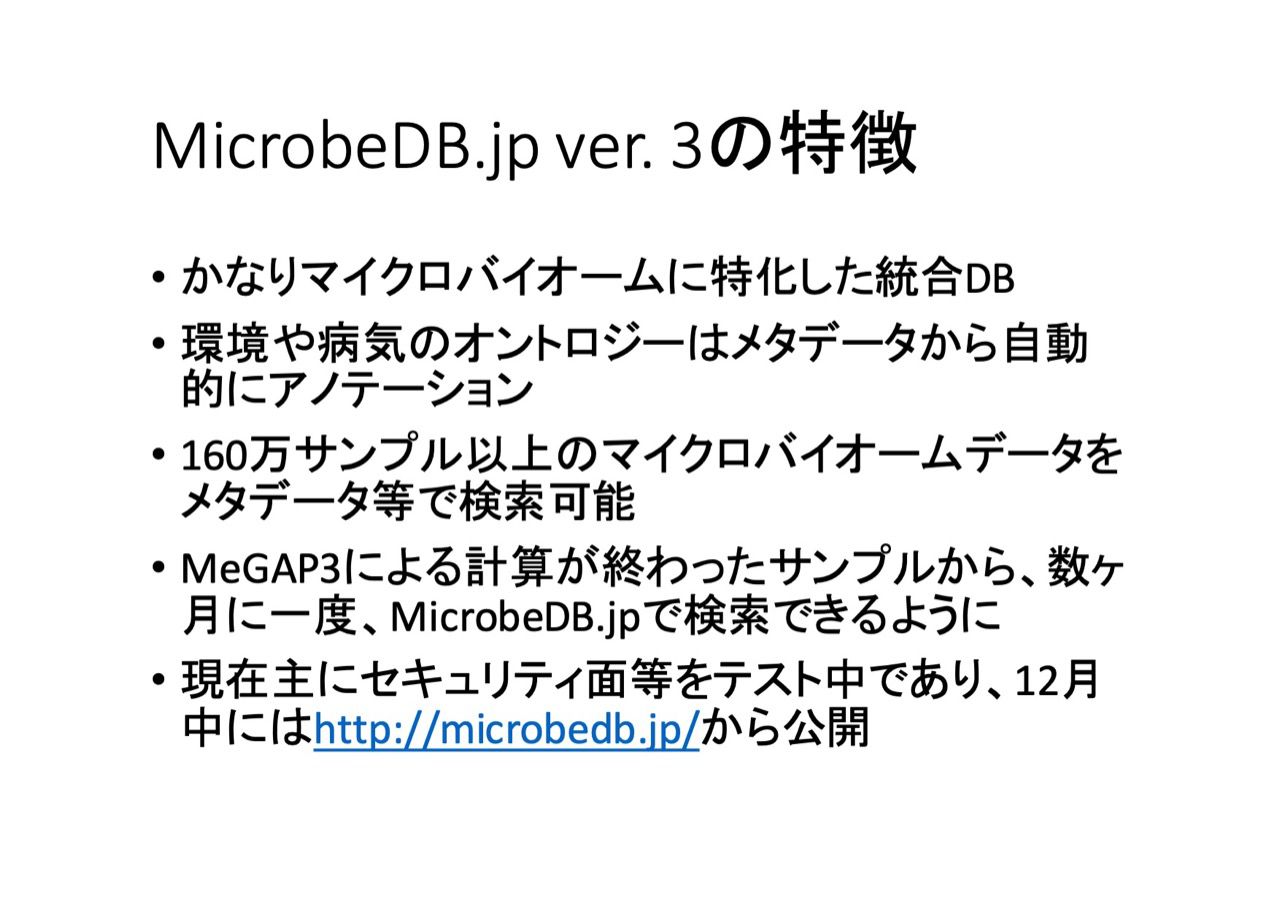 MicrobeDB.jp ver. 3の特徴
• かなりマイクロバイオームに特化した統合DB
• 環境や病気のオントロジーはメタデータから自動
的にアノテーション
• 160万サンプル以上のマイクロバイオームデータを
メタデータ等で検索可能
• MeGAP3による計算が終わったサンプルから、数ヶ
月に一度、MicrobeDB.jpで検索できるように
• 現在主にセキュリティ面等をテスト中であり、12月
中にはhttp://microbedb.jp/から公開